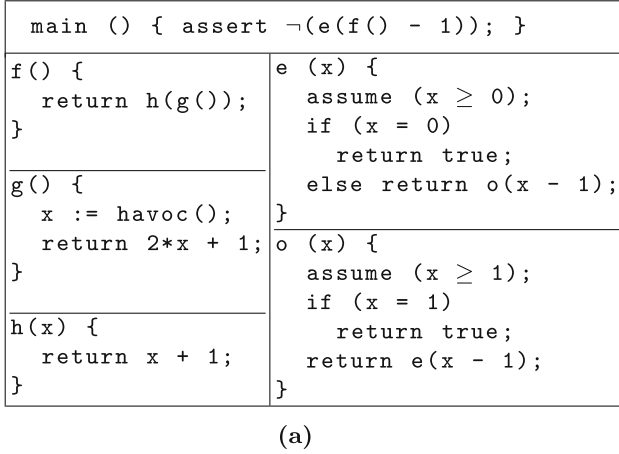 main () { assert ¬(e(f() - 1)); }
f() {
return h(g());
}
g() {
x := havoc();
return 2*x + 1;
}
h(x) {
return x + 1;
}
e (x) {
assume (x ≥ 0);
if (x = 0)
return true;
else return o(x - 1);
}
o (x) {
assume (x ≥ 1);
if (x = 1)
return true;
return e(x - 1);
}
(a)